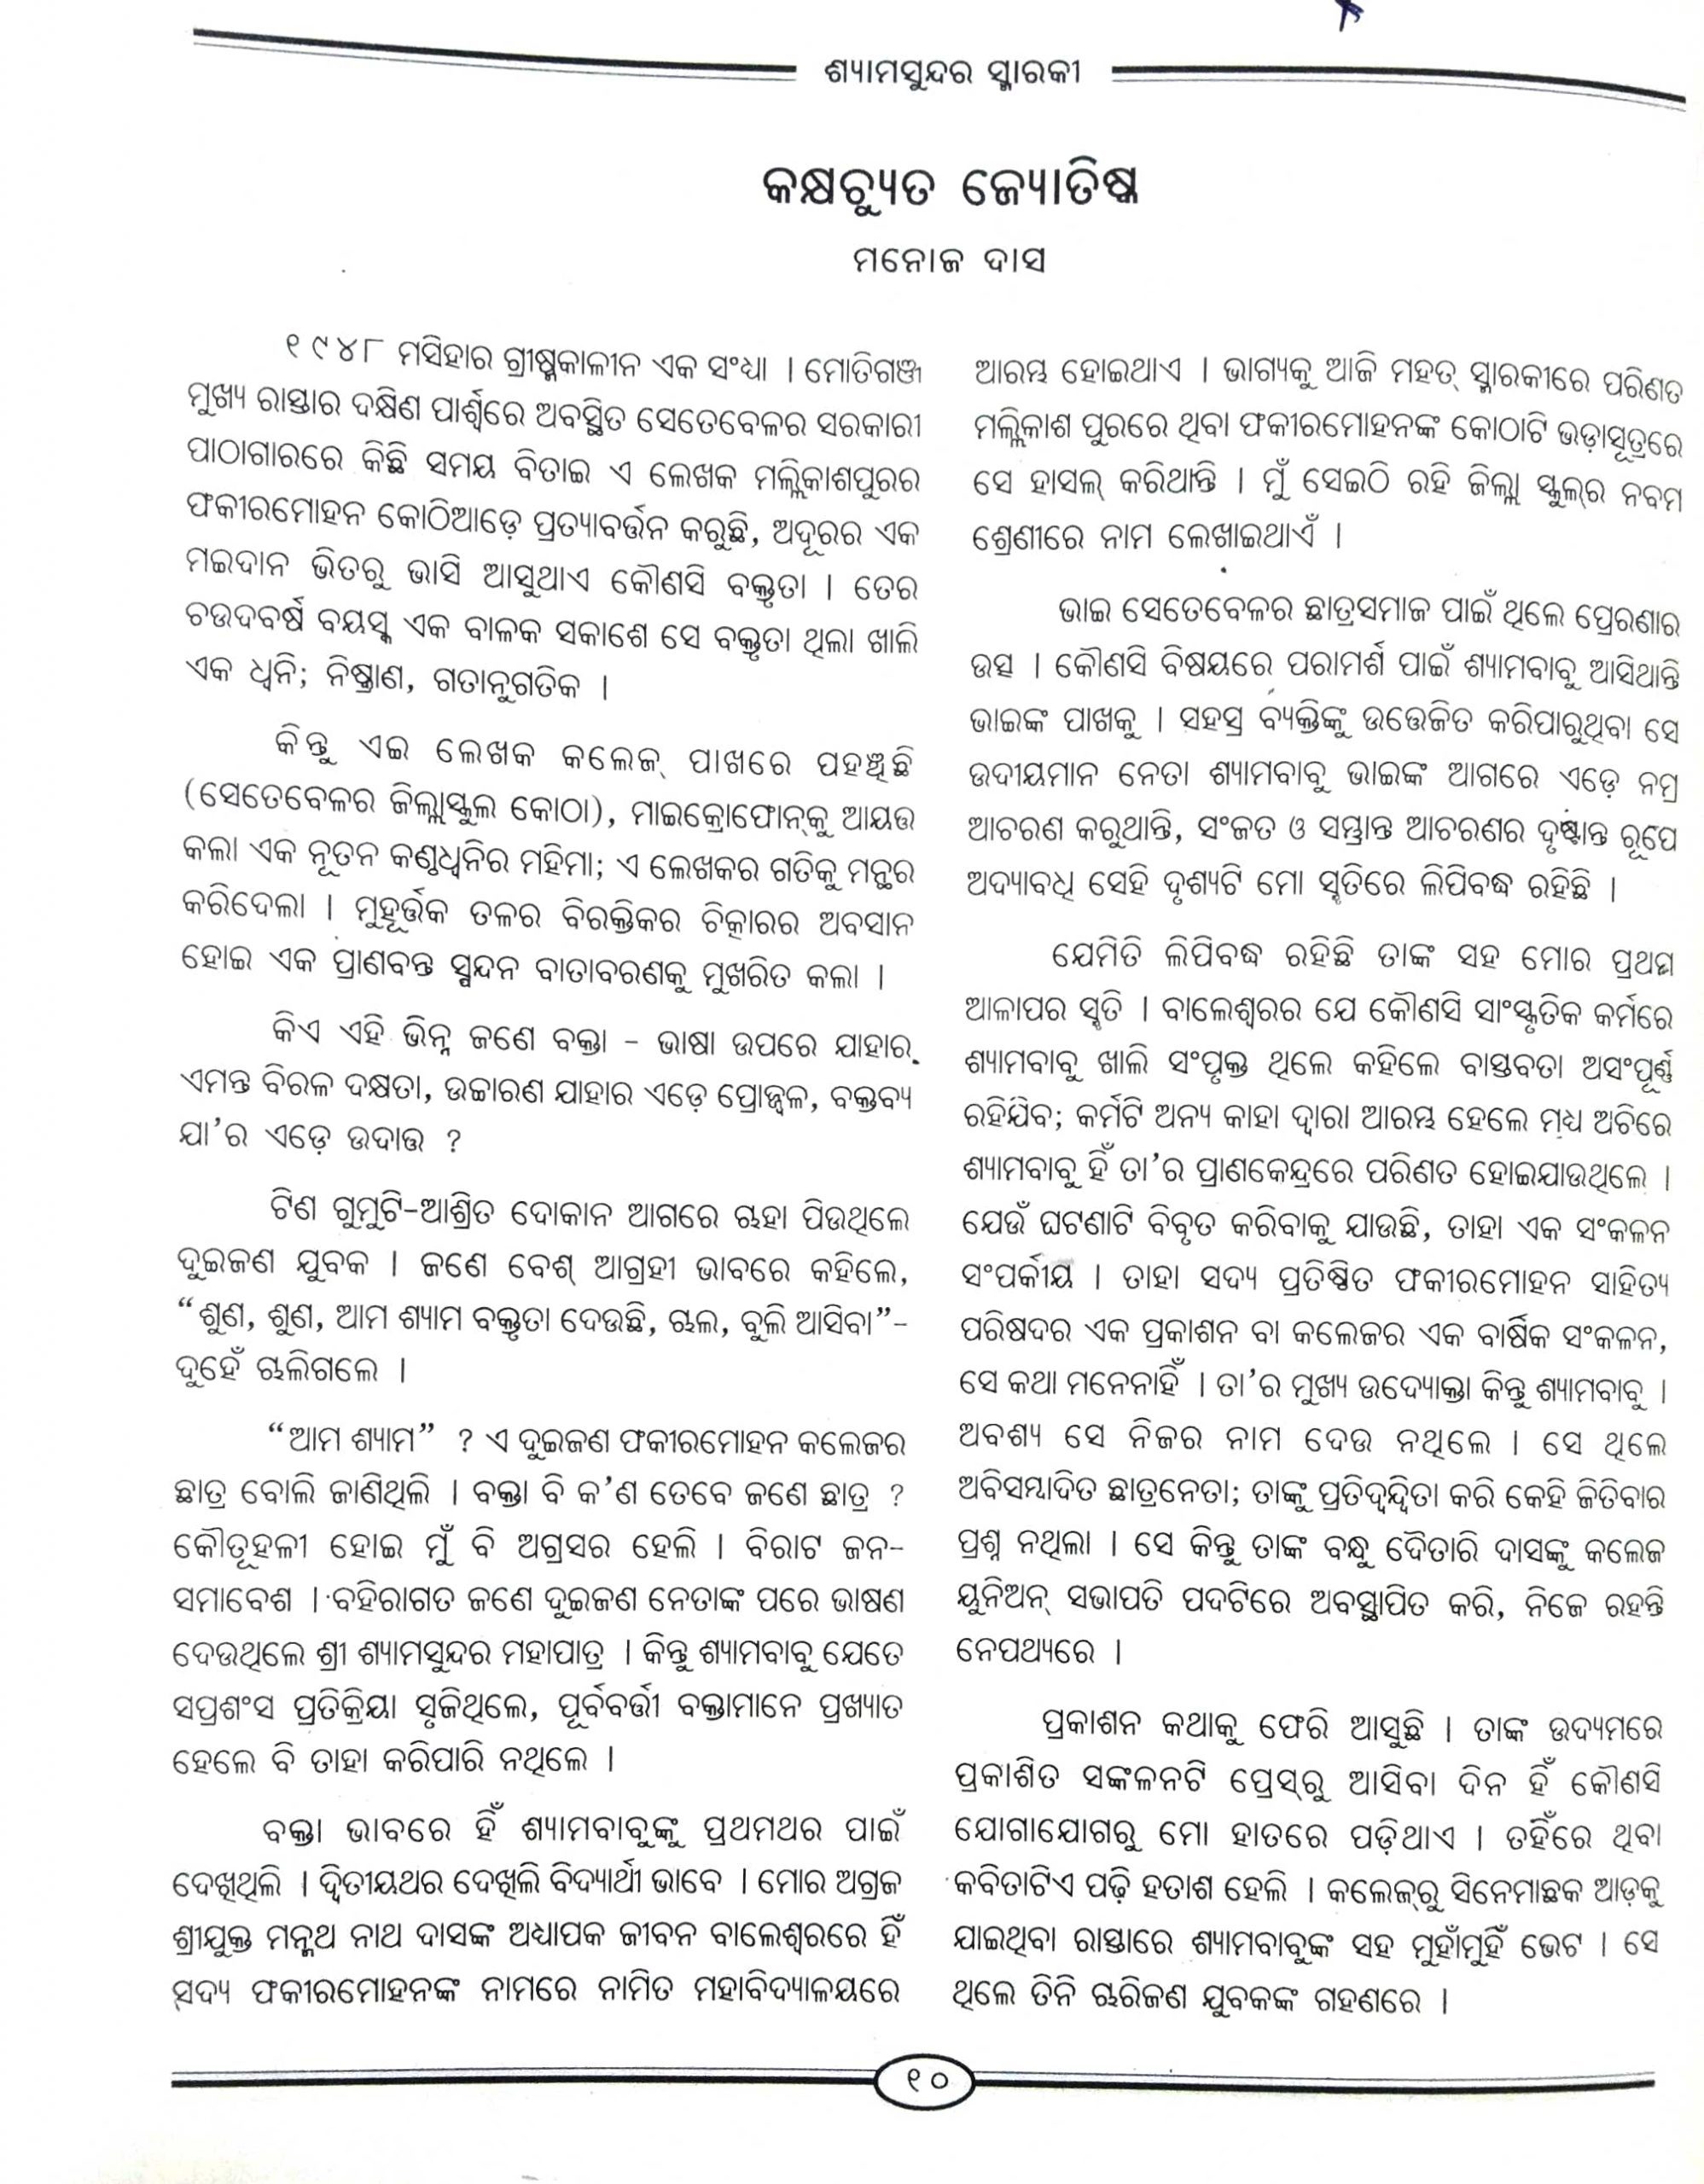 ଶ୍ୟାମସୁନ୍ଦର ସ୍ମାରକୀ
କକ୍ଷଚ୍ୟୁତ ଜ୍ୟୋତିଷ୍କ
ମନୋଜ ଦାସ
୧୯୪୮ ମସିହାର ଗ୍ରୀଷ୍ମକାଳୀନ ଏକ ସଂଧ୍ୟା । ମୋତିଗଞ୍ଜ
ମୁଖ୍ୟ ରାସ୍ତାର ଦକ୍ଷିଣ ପାର୍ଶ୍ୱରେ ଅବସ୍ଥିତ ସେତେବେଳର ସରକାରୀ
ପାଠାଗାରରେ କିଛି ସମୟ ବିତାଇ ଏ ଲେଖକ ମଲ୍ଲିକାଶପୁରର
ଫକୀରମୋହନ କୋଠିଆଡ଼େ ପ୍ରତ୍ୟାବର୍ତ୍ତନ କରୁଛି, ଅଦୂରର ଏକ
ମଇଦାନ ଭିତରୁ ଭାସି ଆସୁଥାଏ କୌଣସି ବକ୍ତୃତା । ତେର
ଚଉଦବର୍ଷ ବୟସ୍କ ଏକ ବାଳକ ସକାଶେ ସେ ବକ୍ତୃତା ଥିଲା ଖାଲି
ଏକ ଧ୍ୱନି; ନିଷ୍ପ୍ରାଣ, ଗତାନୁଗତିକ ।
କିନ୍ତୁ ଏଇ ଲେଖକ କଲେଜ୍ ପାଖରେ ପହଞ୍ଚିଛି
(ସେତେବେଳର ଜିଲ୍ଲାସ୍କୁଲ କୋଠା), ମାଇକ୍ରୋଫୋନ୍‌କୁ ଆୟତ୍ତ
କଲା ଏକ ନୂତନ କଣ୍ଠଧ୍ୱନିର ମହିମା; ଏ ଲେଖକର ଗତିକୁ ମନ୍ଥର
କରିଦେଲା । ମୁହୂର୍ତ୍ତକ ତଳର ବିରକ୍ତିକର ଚିତ୍କାରର ଅବସାନ
ହୋଇ ଏକ ପ୍ରାଣବନ୍ତ ସ୍ପନ୍ଦନ ବାତାବରଣକୁ ମୁଖରିତ କଲା ।
କିଏ ଏହି ଭିନ୍ନ ଜଣେ ବକ୍ତା – ଭାଷା ଉପରେ ଯାହାର
ଏମନ୍ତ ବିରଳ ଦକ୍ଷତା, ଉଚ୍ଚାରଣ ଯାହାର ଏଡ଼େ ପ୍ରୋଜ୍ଜ୍ୱଳ, ବକ୍ତବ୍ୟ
ଯା’ର ଏଡ଼େ ଉଦାତ୍ତ ?
ଟିଣ ଗୁମୁଟି-ଆଶ୍ରିତ ଦୋକାନ ଆଗରେ ଚାହା ପିଉଥିଲେ
ଦୁଇଜଣ ଯୁବକ । ଜଣେ ବେଶ୍ ଆଗ୍ରହୀ ଭାବରେ କହିଲେ,
“ଶୁଣ, ଶୁଣ, ଆମ ଶ୍ୟାମ ବକ୍ତୃତା ଦେଉଛି, ଚାଲ, ବୁଲି ଆସିବା”-
ଦୁହେଁ ଚାଲିଗଲେ ।
“ଆମ ଶ୍ୟାମ” ? ଏ ଦୁଇଜଣ ଫକୀରମୋହନ କଲେଜର
ଛାତ୍ର ବୋଲି ଜାଣିଥିଲି । ବକ୍ତା ବି କ’ଣ ତେବେ ଜଣେ ଛାତ୍ର ?
କୌତୂହଳୀ ହୋଇ ମୁଁ ବି ଅଗ୍ରସର ହେଲି । ବିରାଟ ଜନ-
ସମାବେଶ । ବହିରାଗତ ଜଣେ ଦୁଇଜଣ ନେତାଙ୍କ ପରେ ଭାଷଣ
ଦେଉଥିଲେ ଶ୍ରୀ ଶ୍ୟାମସୁନ୍ଦର ମହାପାତ୍ର । କିନ୍ତୁ ଶ୍ୟାମବାବୁ ଯେତେ
ସପ୍ରଶଂସ ପ୍ରତିକ୍ରିୟା ସୃଜିଥିଲେ, ପୂର୍ବବର୍ତ୍ତୀ ବକ୍ତାମାନେ ପ୍ରଖ୍ୟାତ
ହେଲେ ବି ତାହା କରିପାରି ନଥିଲେ ।
ବକ୍ତା ଭାବରେ ହିଁ ଶ୍ୟାମବାବୁଙ୍କୁ ପ୍ରଥମଥର ପାଇଁ
ଦେଖିଥିଲି । ଦ୍ୱିତୀୟଥର ଦେଖିଲି ବିଦ୍ୟାର୍ଥୀ ଭାବେ । ମୋର ଅଗ୍ରଜ
ଶ୍ରୀଯୁକ୍ତ ମନ୍ମଥ ନାଥ ଦାସଙ୍କ ଅଧ୍ୟାପକ ଜୀବନ ବାଲେଶ୍ୱରରେ ହିଁ
ସଦ୍ୟ ଫକୀରମୋହନଙ୍କ ନାମରେ ନାମିତ ମହାବିଦ୍ୟାଳୟରେ
ଆରମ୍ଭ ହୋଇଥାଏ । ଭାଗ୍ୟକୁ ଆଜି ମହତ୍ ସ୍ମାରକୀରେ ପରିଣତ
ମଲ୍ଲିକାଶ ପୁରରେ ଥିବା ଫକୀରମୋହନଙ୍କ କୋଠାଟି ଭଡ଼ାସୂତ୍ରରେ
ସେ ହାସଲ୍ କରିଥାନ୍ତି । ମୁଁ ସେଇଠି ରହି ଜିଲ୍ଲା ସ୍କୁଲ୍‌ର ନବମ
ଶ୍ରେଣୀରେ ନାମ ଲେଖାଇଥାଏଁ ।
ଭାଇ ସେତେବେଳର ଛାତ୍ରସମାଜ ପାଇଁ ଥିଲେ ପ୍ରେରଣାର
ଉତ୍ସ । କୌଣସି ବିଷୟରେ ପରାମର୍ଶ ପାଇଁ ଶ୍ୟାମବାବୁ ଆସିଥାନ୍ତି
ଭାଇଙ୍କ ପାଖକୁ । ସହସ୍ର ବ୍ୟକ୍ତିଙ୍କୁ ଉତ୍ତେଜିତ କରିପାରୁଥିବା ସେ
ଉଦୀୟମାନ ନେତା ଶ୍ୟାମବାବୁ ଭାଇଙ୍କ ଆଗରେ ଏଡ଼େ ନମ୍ର
ଆଚରଣ କରୁଥାନ୍ତି, ସଂଜତ ଓ ସମ୍ଭ୍ରାନ୍ତ ଆଚରଣର ଦୃଷ୍ଟାନ୍ତ ରୂପେ
ଅଦ୍ୟାବଧି ସେହି ଦୃଶ୍ୟଟି ମୋ ସ୍ମୃତିରେ ଲିପିବଦ୍ଧ ରହିଛି ।
ଯେମିତି ଲିପିବଦ୍ଧ ରହିଛି ତାଙ୍କ ସହ ମୋର ପ୍ରଥମ
ଆଳାପର ସ୍ମୃତି । ବାଲେଶ୍ୱରର ଯେ କୌଣସି ସାଂସ୍କୃତିକ କର୍ମରେ
ଶ୍ୟାମବାବୁ ଖାଲି ସଂପୃକ୍ତ ଥିଲେ କହିଲେ ବାସ୍ତବତା ଅସଂପୂର୍ଣ୍ଣ
ରହିଯିବ; କର୍ମଟି ଅନ୍ୟ କାହା ଦ୍ୱାରା ଆରମ୍ଭ ହେଲେ ମଧ୍ୟ ଅଚିରେ
ଶ୍ୟାମବାବୁ ହିଁ ତା’ର ପ୍ରାଣକେନ୍ଦ୍ରରେ ପରିଣତ ହୋଇଯାଉଥିଲେ ।
ଯେଉଁ ଘଟଣାଟି ବିବୃତ କରିବାକୁ ଯାଉଛି, ତାହା ଏକ ସଂକଳନ
ସଂପର୍କୀୟ । ତାହା ସଦ୍ୟ ପ୍ରତିଷ୍ଠିତ ଫକୀରମୋହନ ସାହିତ୍ୟ
ପରିଷଦର ଏକ ପ୍ରକାଶନ ବା କଲେଜର ଏକ ବାର୍ଷିକ ସଂକଳନ,
ସେ କଥା ମନେନାହିଁ । ତା’ର ମୁଖ୍ୟ ଉଦ୍ୟୋକ୍ତା କିନ୍ତୁ ଶ୍ୟାମବାବୁ ।
ଅବଶ୍ୟ ସେ ନିଜର ନାମ ଦେଉ ନଥିଲେ । ସେ ଥିଲେ
ଅବିସମ୍ବାଦିତ ଛାତ୍ରନେତା; ତାଙ୍କୁ ପ୍ରତିଦ୍ୱନ୍ଦ୍ୱିତା କରି କେହି ଜିତିବାର
ପ୍ରଶ୍ନ ନଥିଲା । ସେ କିନ୍ତୁ ତାଙ୍କ ବନ୍ଧୁ ଦୈତାରି ଦାସଙ୍କୁ କଲେଜ
ୟୁନିଅନ୍ ସଭାପତି ପଦଟିରେ ଅବସ୍ଥାପିତ କରି, ନିଜେ ରହନ୍ତି
ନେପଥ୍ୟରେ ।
ପ୍ରକାଶନ କଥାକୁ ଫେରି ଆସୁଛି । ତାଙ୍କ ଉଦ୍ୟମରେ
ପ୍ରକାଶିତ ସଙ୍କଳନଟି ପ୍ରେସ୍‌ରୁ ଆସିବା ଦିନ ହିଁ କୌଣସି
ଯୋଗାଯୋଗରୁ ମୋ ହାତରେ ପଡ଼ିଥାଏ । ତହିଁରେ ଥିବା
କବିତାଟିଏ ପଢ଼ି ହତାଶ ହେଲି । କଲେଜ୍‌ରୁ ସିନେମାଛକ ଆଡ଼କୁ
ଯାଇଥିବା ରାସ୍ତାରେ ଶ୍ୟାମବାବୁଙ୍କ ସହ ମୁହାଁମୁହିଁ ଭେଟ । ସେ
ଥିଲେ ତିନି ଚାରିଜଣ ଯୁବକଙ୍କ ଗହଣରେ ।
୧୦